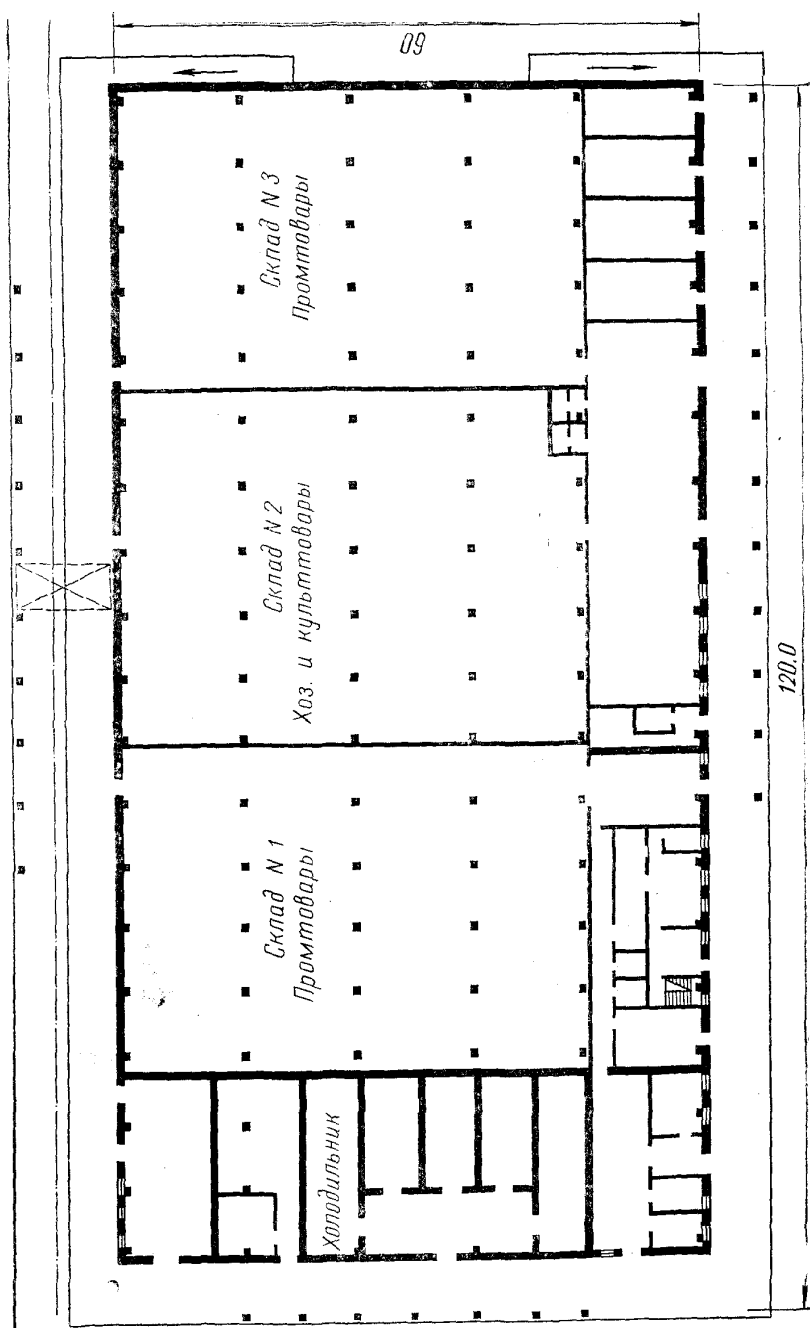 60
Склад N 3
Промтовары
Склад N 2
Хоз. и культтовары
120.0
Склад N 1
Промтовары
Холодильник